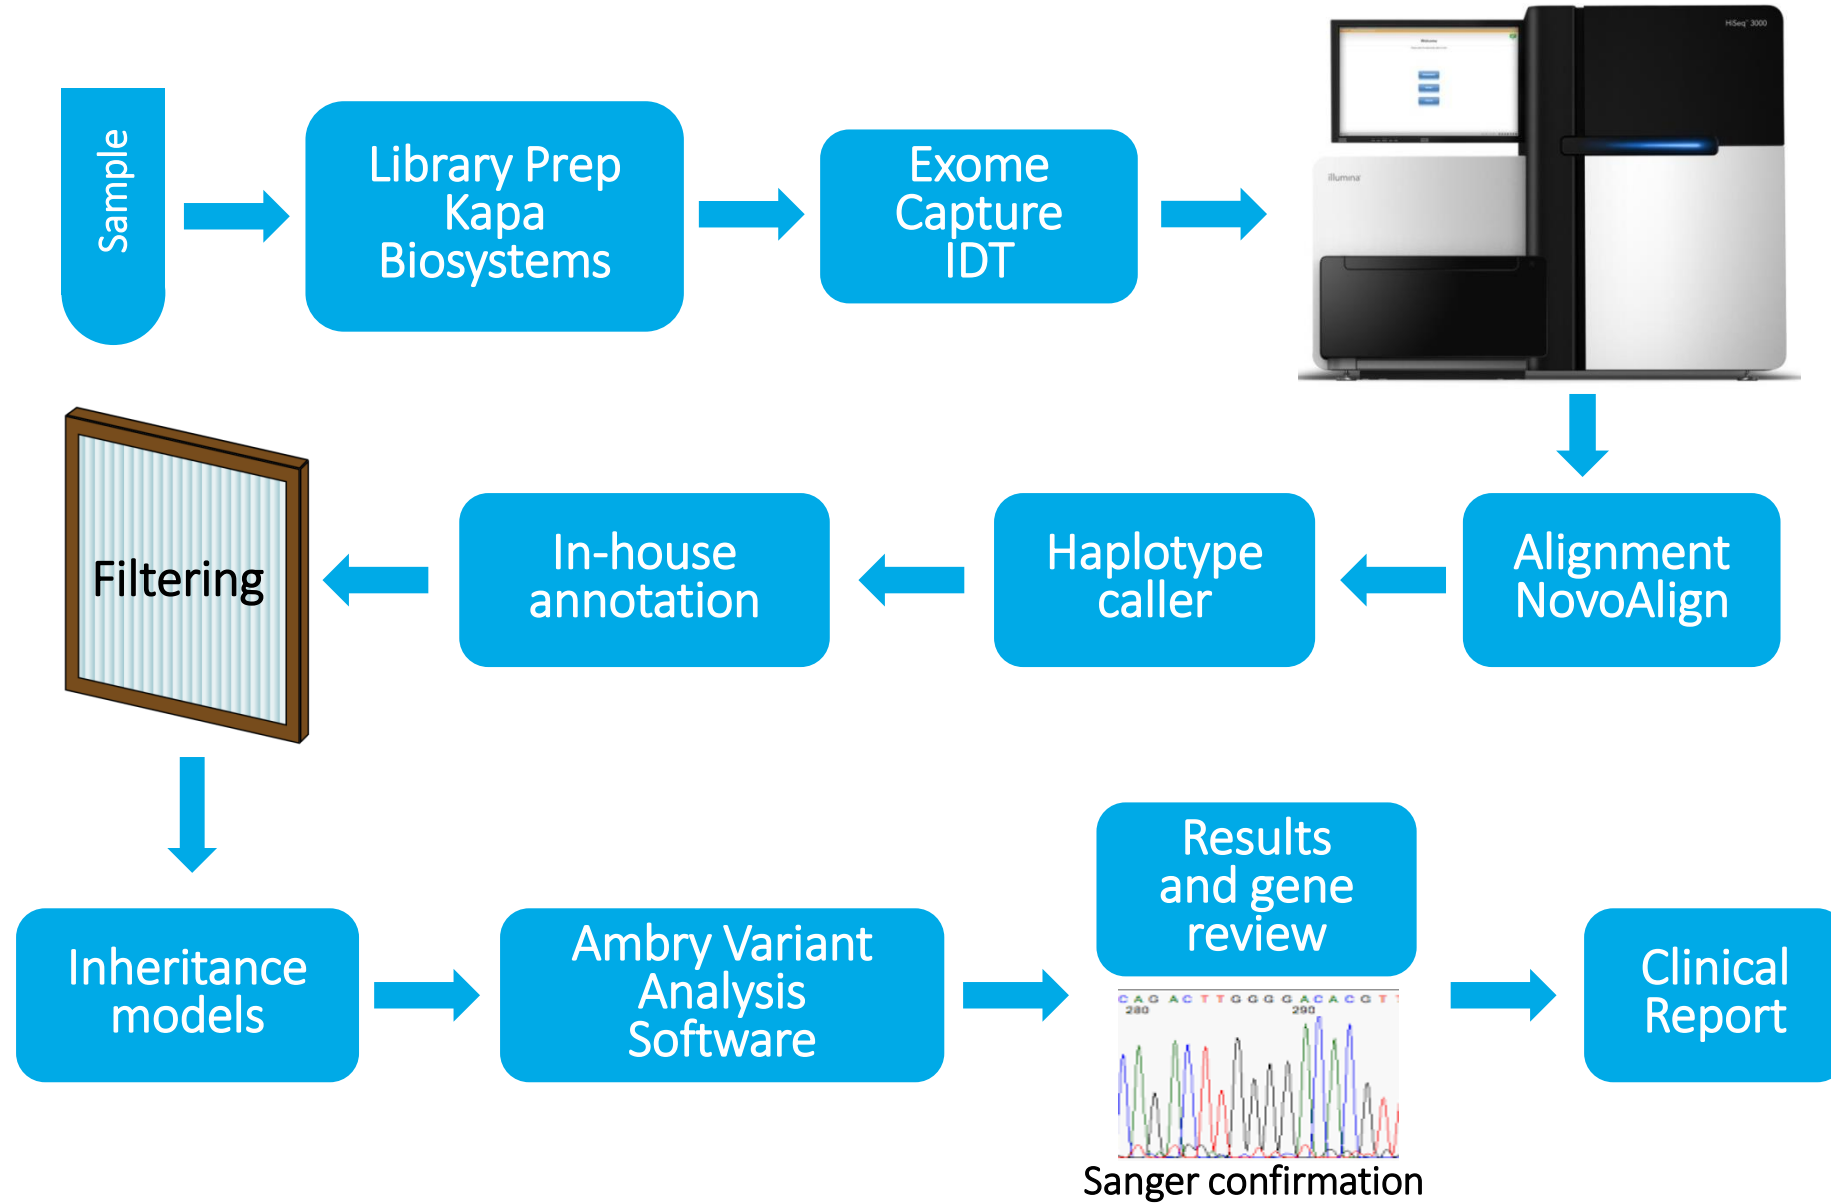 Sample
Library Prep
Kapa
Biosystems
Exome
Capture
IDT
HiSeq® 3000
Welcome
illumina®
Alignment
NovoAlign
Haplotype
caller
In-house
annotation
Filtering
Inheritance
models
Ambry Variant
Analysis
Software
Results
and gene
review
C A G A C T T G G G G A C A C G T T
280 290
Sanger confirmation
Clinical
Report